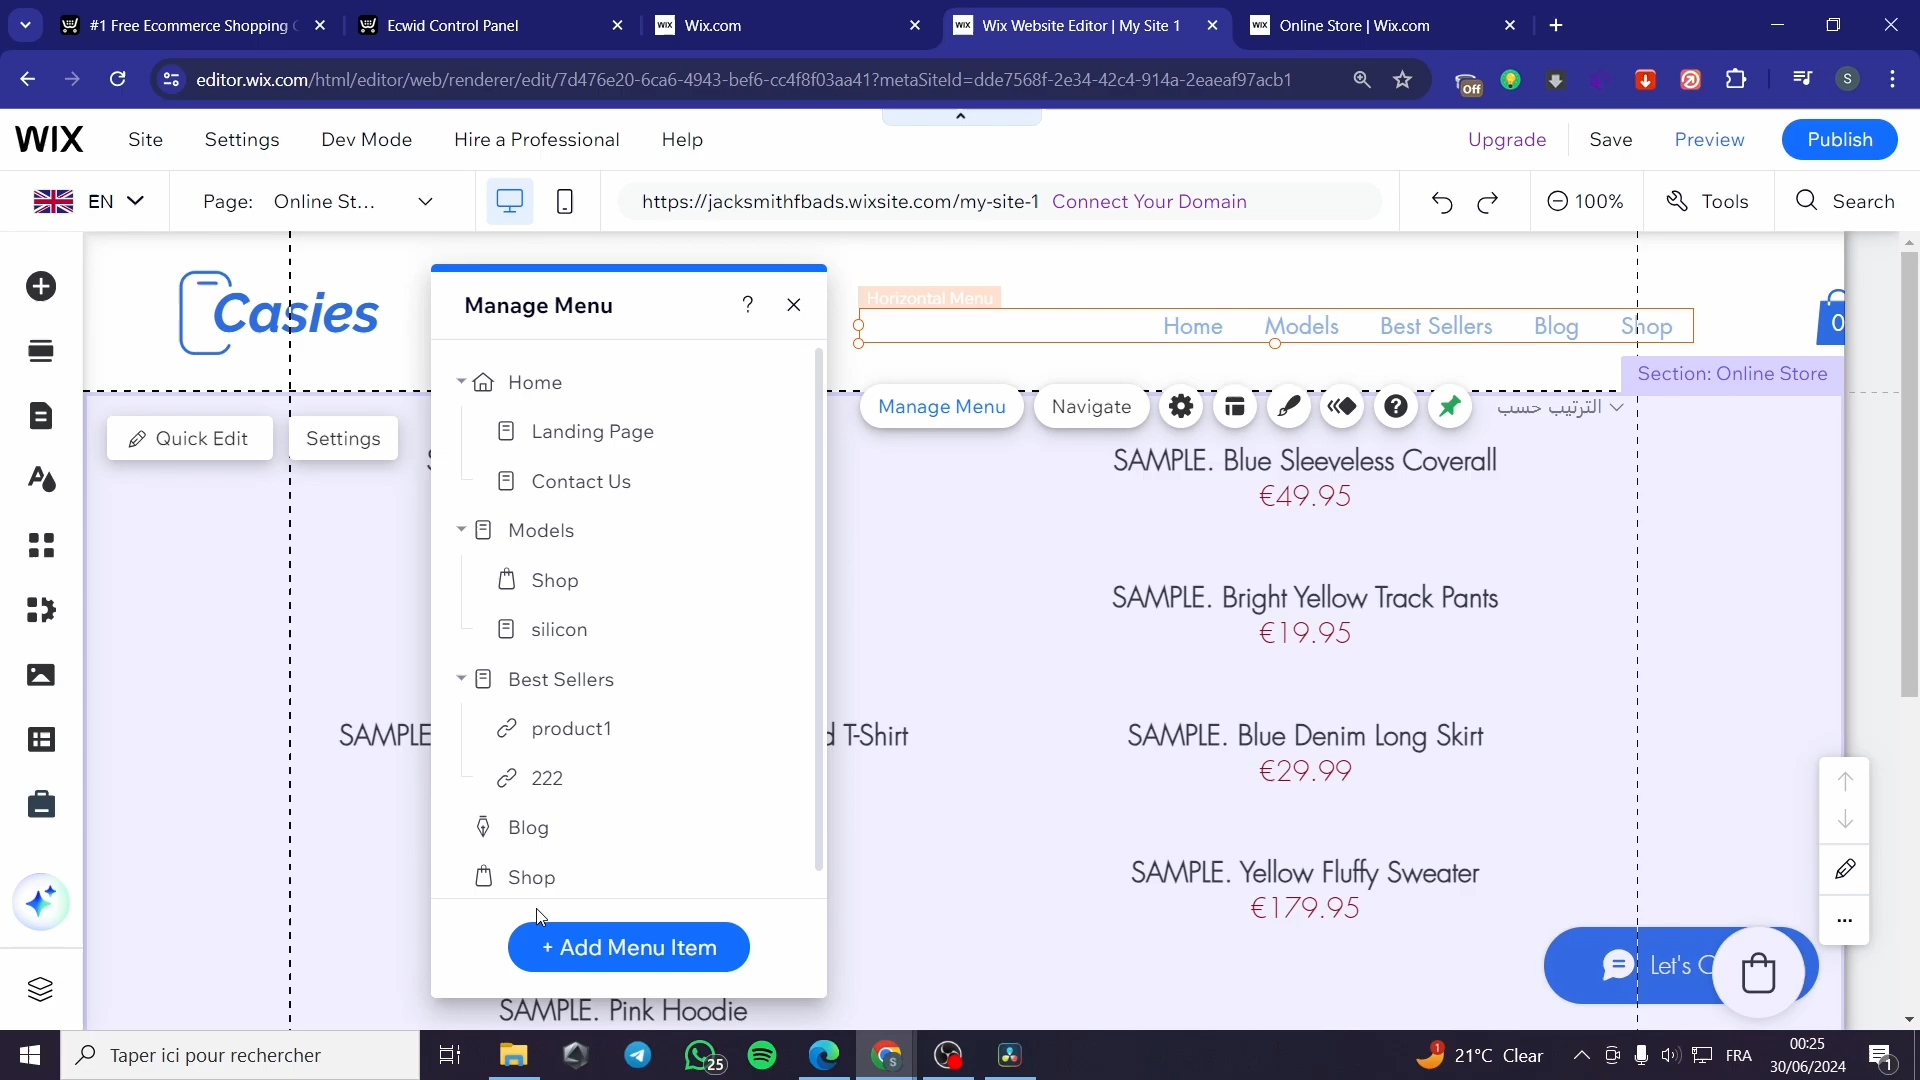 #1 Free Ecommerce Shopping
Ecwid Control Panel
WIX Wix.com
WIX Wix Website Editor | My Site 1
WIX Online Store | Wix.com
editor.wix.com/html/editor/web/renderer/edit/7d476e20-6ca6-4943-bef6-cc4f8f03aa41?metaSiteId=dde7568f-2e34-42c4-914a-2eaeaf97acb1
Off
S
WIX
Site
Settings
Dev Mode
Hire a Professional
Help
Upgrade
Save
Preview
Publish
EN
Page: Online St...
https://jacksmithfbads.wixsite.com/my-site-1 Connect Your Domain
100%
Tools
Search
Casies
Manage Menu
?
Horizontal Menu
Home
Models
Best Sellers
Blog
Shop
0
Section: Online Store
Quick Edit
Settings
Manage Menu
Navigate
الترتيب حسب
Home
Landing Page
Contact Us
Models
Shop
silicon
Best Sellers
product1
222
Blog
Shop
+ Add Menu Item
SAMPLE. Blue Sleeveless Coverall
€49.95
SAMPLE. Bright Yellow Track Pants
€19.95
SAMPLE
d T-Shirt
SAMPLE. Blue Denim Long Skirt
€29.99
SAMPLE. Yellow Fluffy Sweater
€179.95
SAMPLE. Pink Hoodie
Let's C
Taper ici pour rechercher
25
S
1
21°C Clear
FRA
00:25
30/06/2024
1